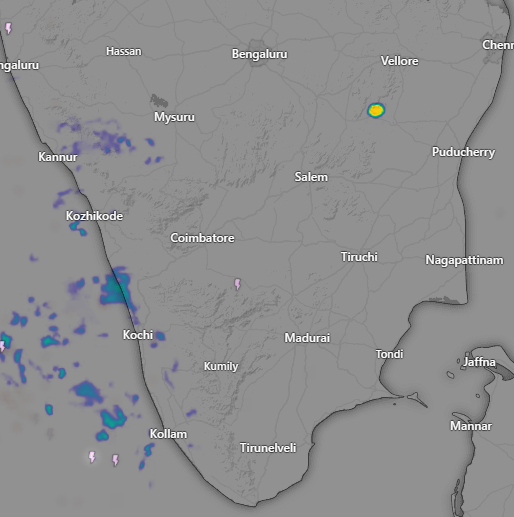 Hassan
Bengaluru
Chenn
ngaluru
Vellore
Mysuru
Kannur
Puducherry
Salem
Kozhikode
Coimbatore
Tiruchi
Nagapattinam
Kochi
Madurai
Tondi
Kumily
Jaffna
Kollam
Mannar
Tirunelveli